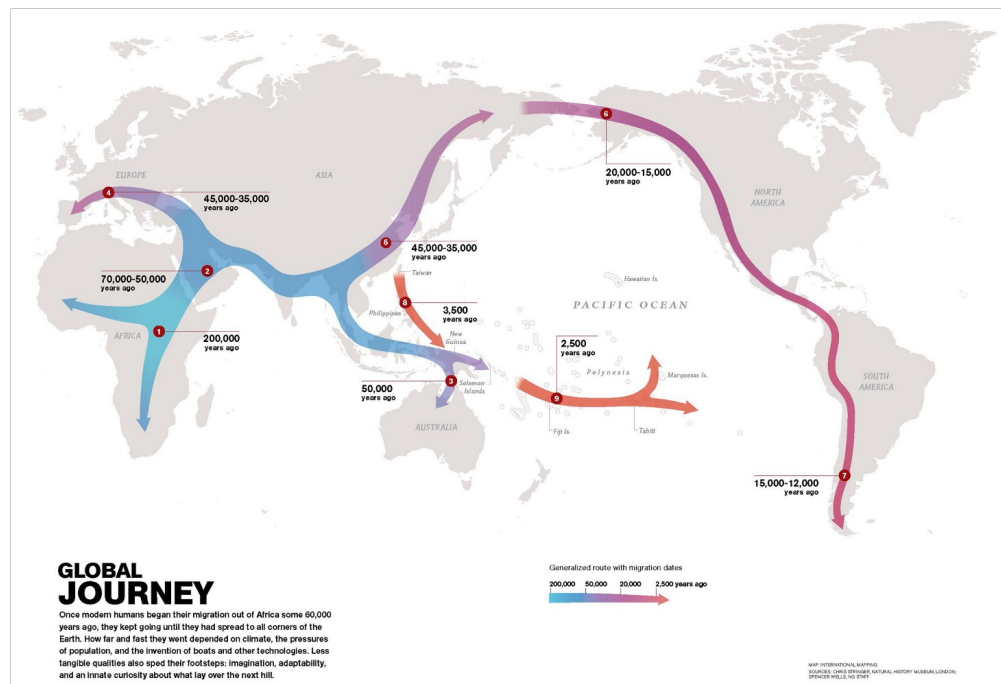 EUROPE
ASIA
4
45,000-35,000
years ago
6
20,000-15,000
years ago
NORTH
AMERICA
2
70,000-50,000
years ago
5
45,000-35,000
years ago
Taiwan
Hawaiian Is.
8
Philippines
3,500
years ago
PACIFIC OCEAN
AFRICA
1
200,000
years ago
New
Guinea
2,500
years ago
3
50,000
years ago
Solomon
Islands
Polynesia
Marquesas Is.
SOUTH
AMERICA
9
AUSTRALIA
Fiji Is.
Tahiti
7
15,000-12,000
years ago
GLOBAL
JOURNEY
Once modern humans began their migration out of Africa some 60,000
years ago, they kept going until they had spread to all corners of the
Earth. How far and fast they went depended on climate, the pressures
of population, and the invention of boats and other technologies. Less
tangible qualities also sped their footsteps: imagination, adaptability,
and an innate curiosity about what lay over the next hill.
Generalized route with migration dates
200,000 50,000 20,000 2,500 years ago
MAP: INTERNATIONAL MAPPING
SOURCES: CHRIS STRINGER, NATURAL HISTORY MUSEUM, LONDON;
SPENCER WELLS, NG STAFF